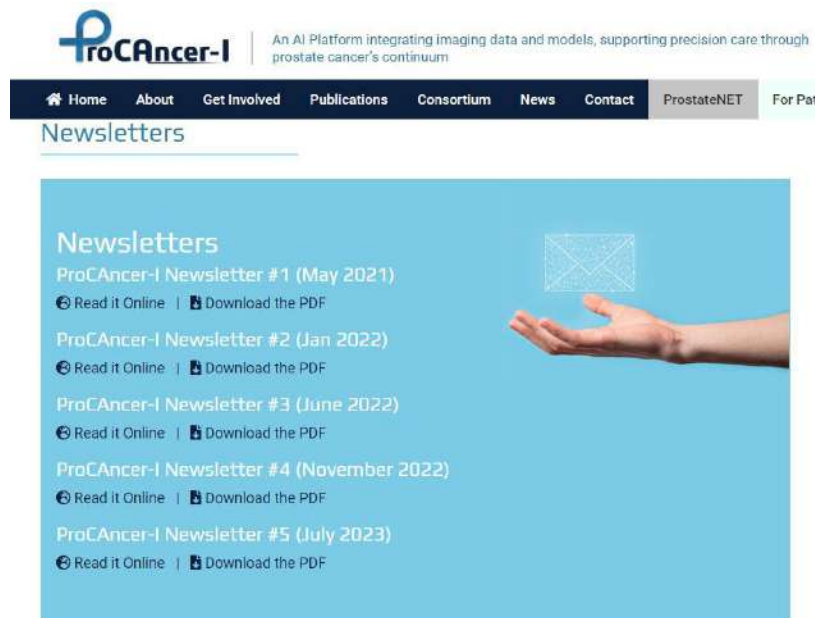 ProCAncer-I
An AI Platform integrating imaging data and models, supporting precision care through
prostate cancer's continuum
Home About Get Involved Publications Consortium News Contact ProstateNET For Pat
Newsletters
Newsletters
ProCAncer-I Newsletter #1 (May 2021)
Read it Online | Download the PDF
ProCAncer-I Newsletter #2 (Jan 2022)
Read it Online | Download the PDF
ProCAncer-I Newsletter #3 (June 2022)
Read it Online | Download the PDF
ProCAncer-I Newsletter #4 (November 2022)
Read it Online | Download the PDF
ProCAncer-I Newsletter #5 (July 2023)
Read it Online | Download the PDF